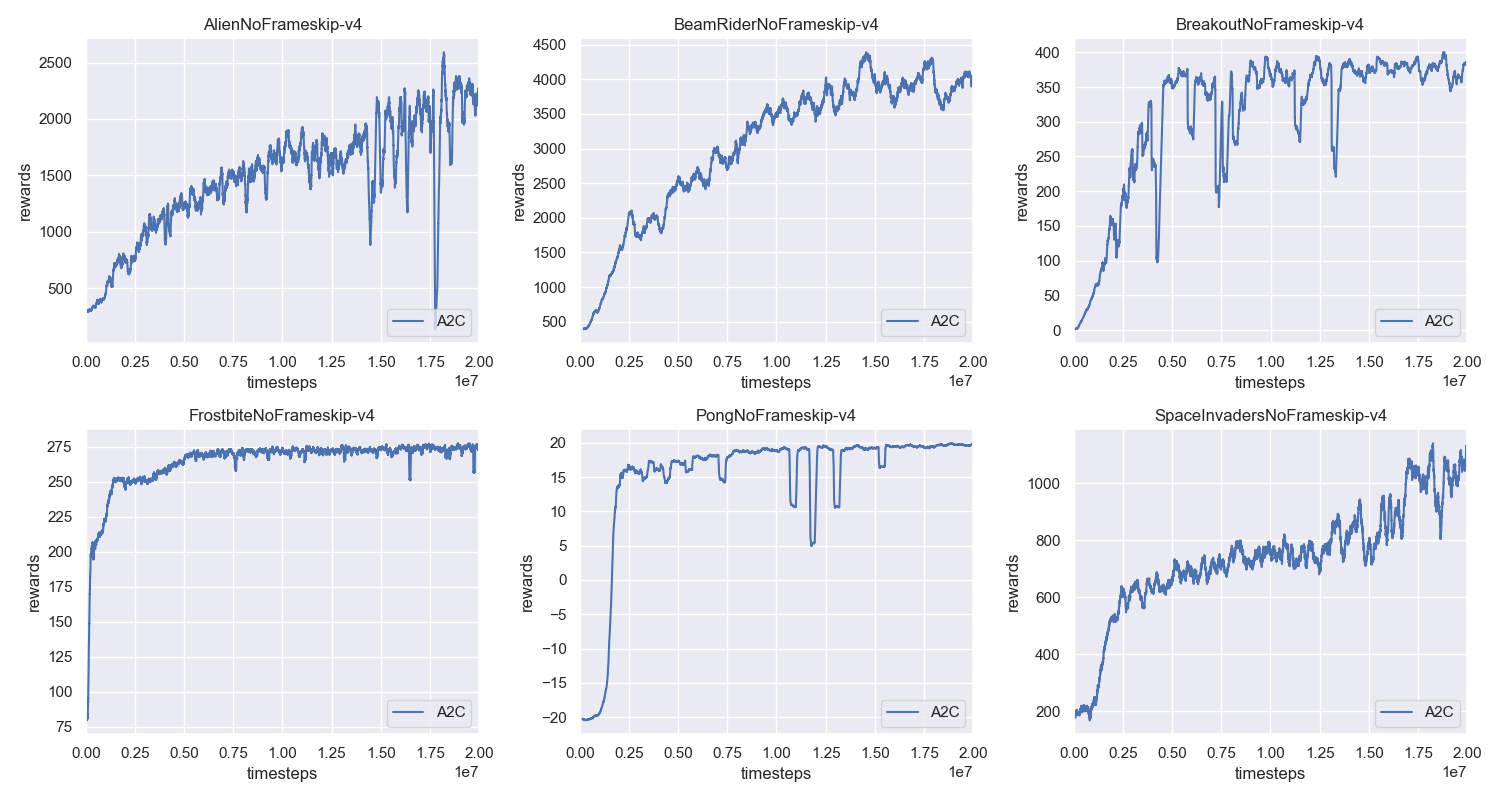 AlienNoFrameskip-v4
2500
2000
1500
1000
500
rewards
A2C
0.00 0.25 0.50 0.75 1.00 1.25 1.50 1.75 2.00
timesteps
1e7
BeamRiderNoFrameskip-v4
4500
4000
3500
3000
2500
2000
1500
1000
500
rewards
A2C
0.00 0.25 0.50 0.75 1.00 1.25 1.50 1.75 2.00
timesteps
1e7
BreakoutNoFrameskip-v4
400
350
300
250
200
150
100
50
0
rewards
A2C
0.00 0.25 0.50 0.75 1.00 1.25 1.50 1.75 2.00
timesteps
1e7
FrostbiteNoFrameskip-v4
275
250
225
200
175
150
125
100
75
rewards
A2C
0.00 0.25 0.50 0.75 1.00 1.25 1.50 1.75 2.00
timesteps
1e7
PongNoFrameskip-v4
20
15
10
5
0
−5
−10
−15
−20
rewards
A2C
0.00 0.25 0.50 0.75 1.00 1.25 1.50 1.75 2.00
timesteps
1e7
SpaceInvadersNoFrameskip-v4
1000
800
600
400
200
rewards
A2C
0.00 0.25 0.50 0.75 1.00 1.25 1.50 1.75 2.00
timesteps
1e7